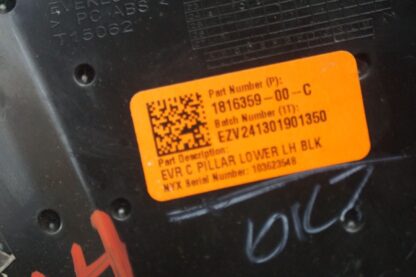 > PC+ABS <
T15062
Part Number (P):
1816359-00-C
Batch Number (1T):
EZV241301901350
Part Description:
EVR C PILLAR LOWER LH BLK
NYX Serial Number: 103623548